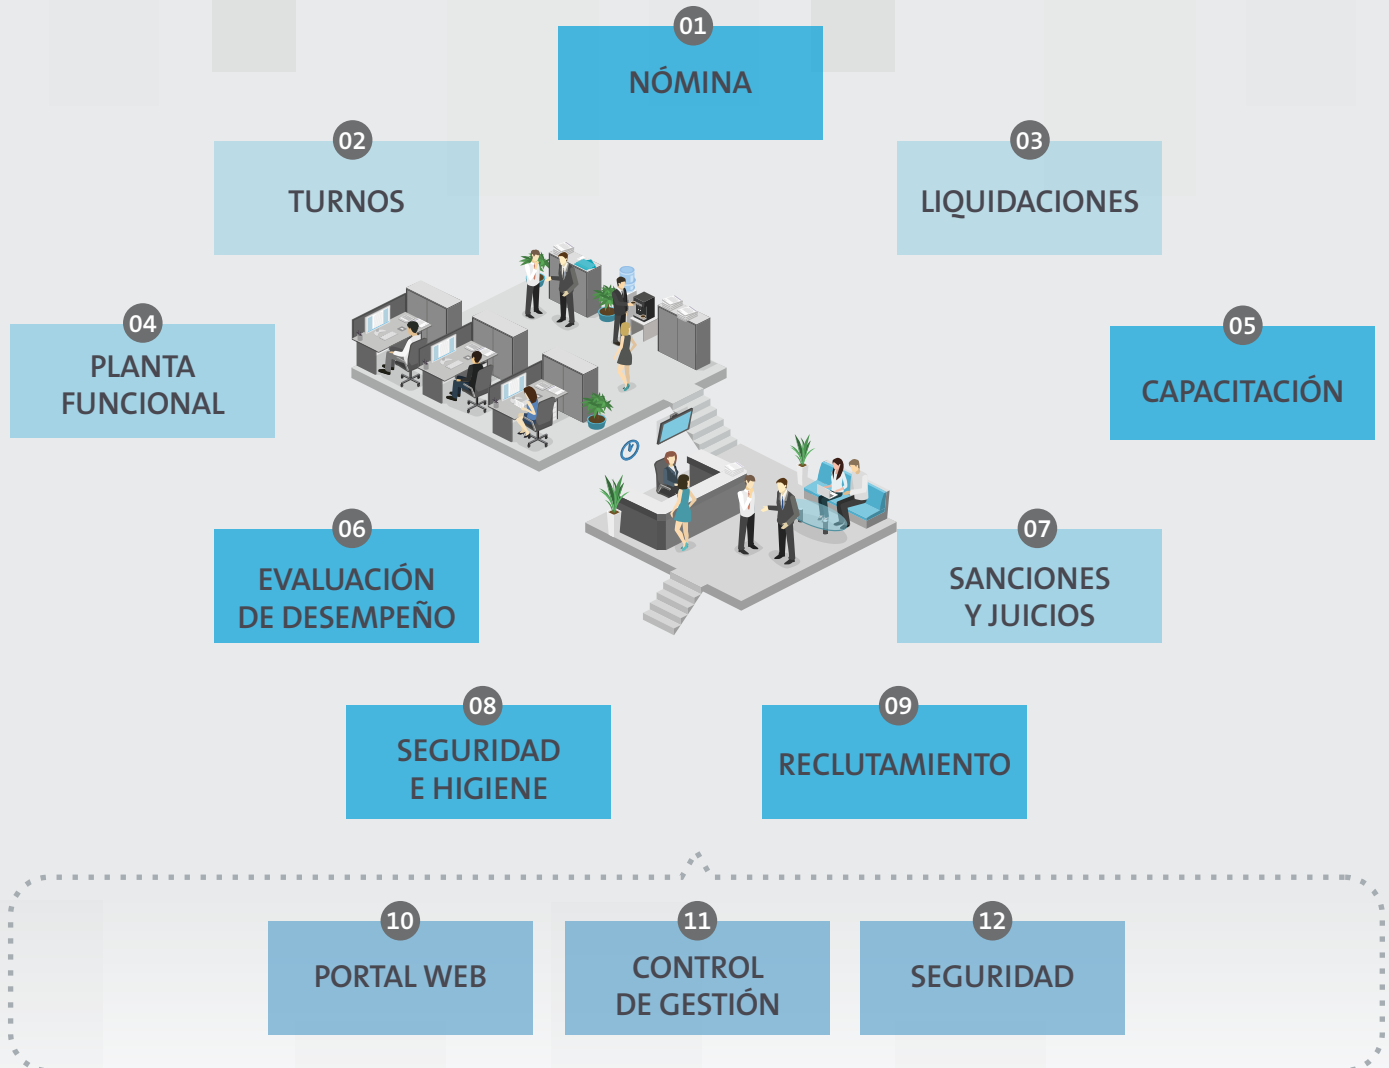 01
NÓMINA
02
TURNOS
03
LIQUIDACIONES
04
PLANTA
FUNCIONAL
05
CAPACITACIÓN
06
EVALUACIÓN
DE DESEMPEÑO
07
SANCIONES
Y JUICIOS
08
SEGURIDAD
E HIGIENE
09
RECLUTAMIENTO
10
PORTAL WEB
11
CONTROL
DE GESTIÓN
12
SEGURIDAD